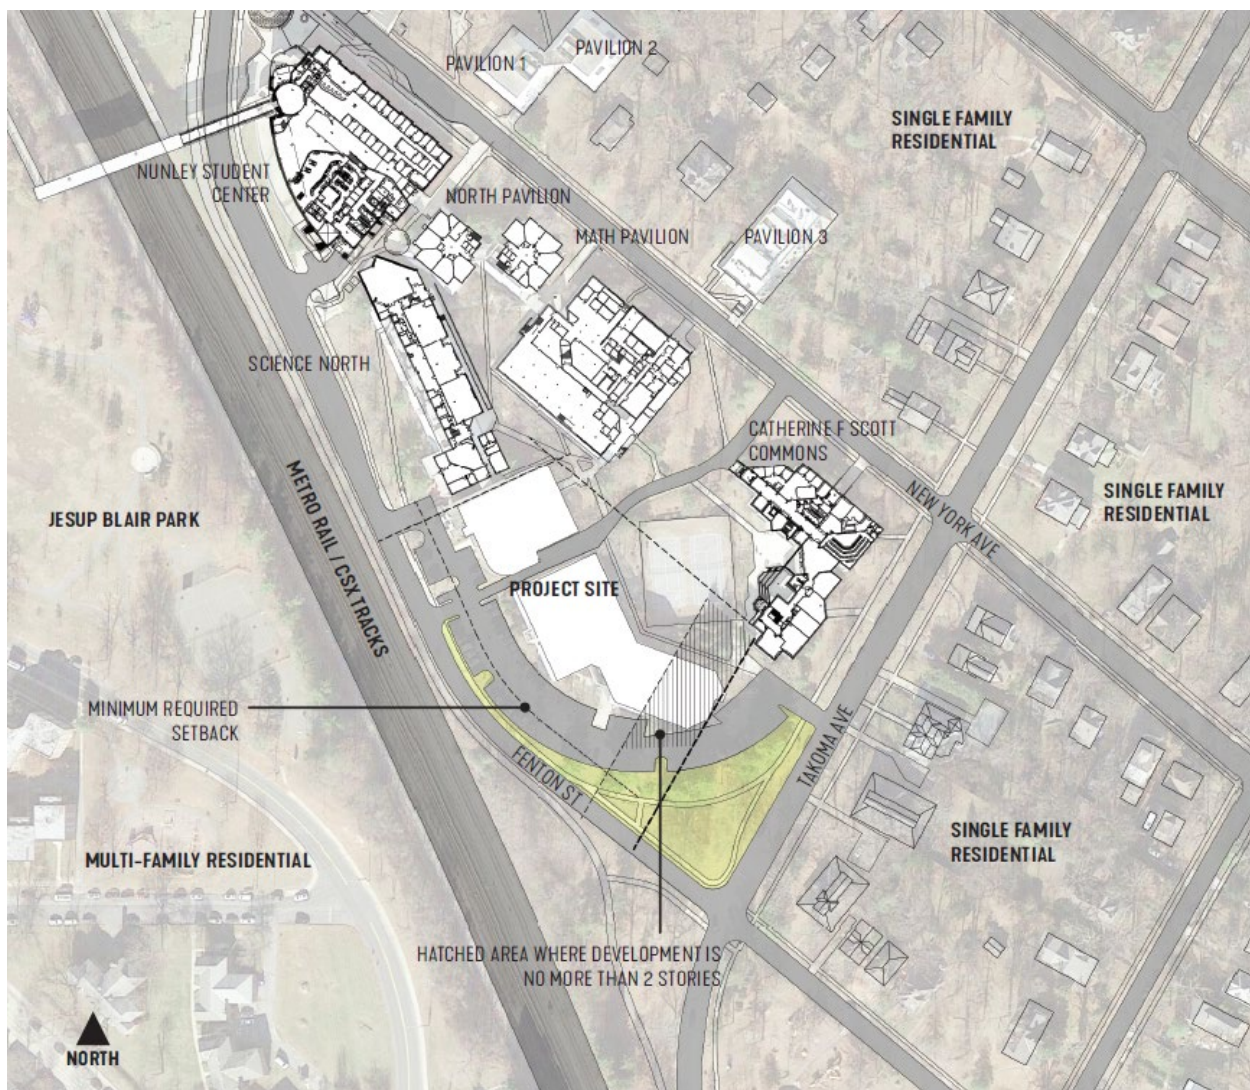 PAVILION 2
PAVILION 1
SINGLE FAMILY
RESIDENTIAL
NUNLEY STUDENT
CENTER
NORTH PAVILION
MATH PAVILION
PAVILION 3
SCIENCE NORTH
CATHERINE F SCOTT
COMMONS
NEW YORK AVE
SINGLE FAMILY
RESIDENTIAL
JESUP BLAIR PARK
METRO RAIL / CSX TRACKS
PROJECT SITE
MINIMUM REQUIRED
SETBACK
FENTON ST
TAKOMA AVE
SINGLE FAMILY
RESIDENTIAL
MULTI-FAMILY RESIDENTIAL
HATCHED AREA WHERE DEVELOPMENT IS
NO MORE THAN 2 STORIES
NORTH